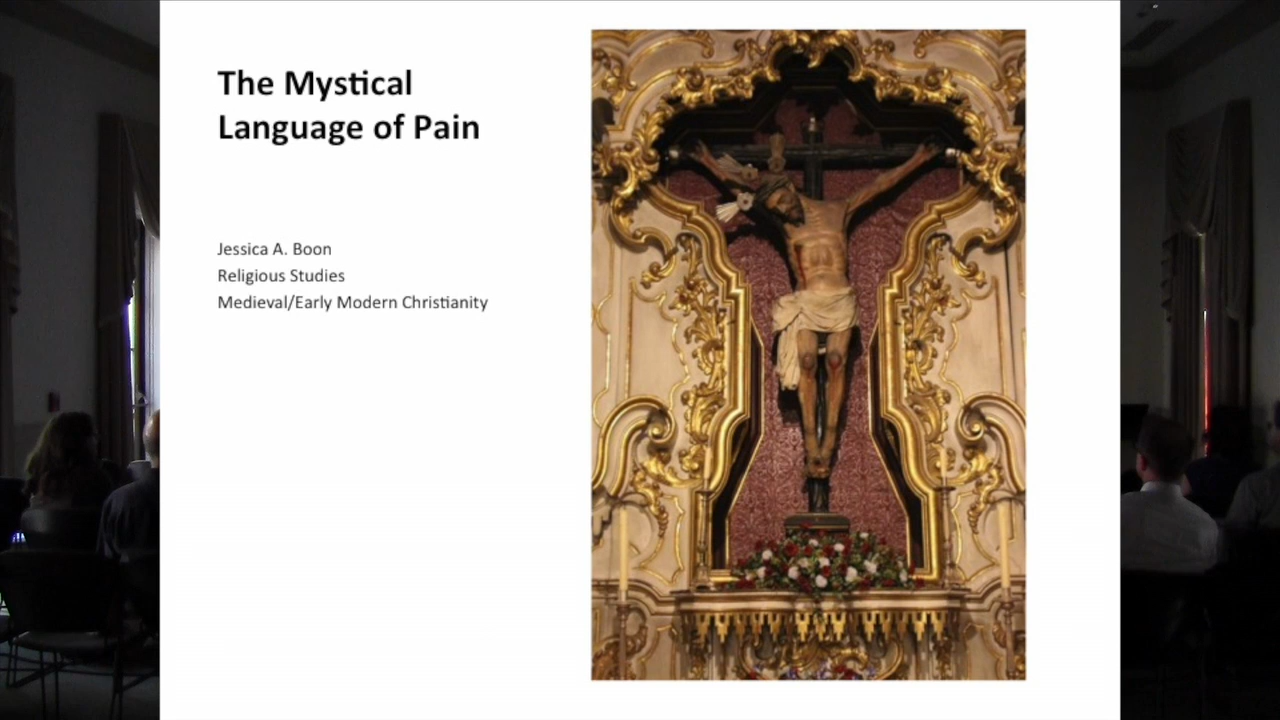 The Mystical
Language of Pain
Jessica A. Boon
Religious Studies
Medieval/Early Modern Christianity